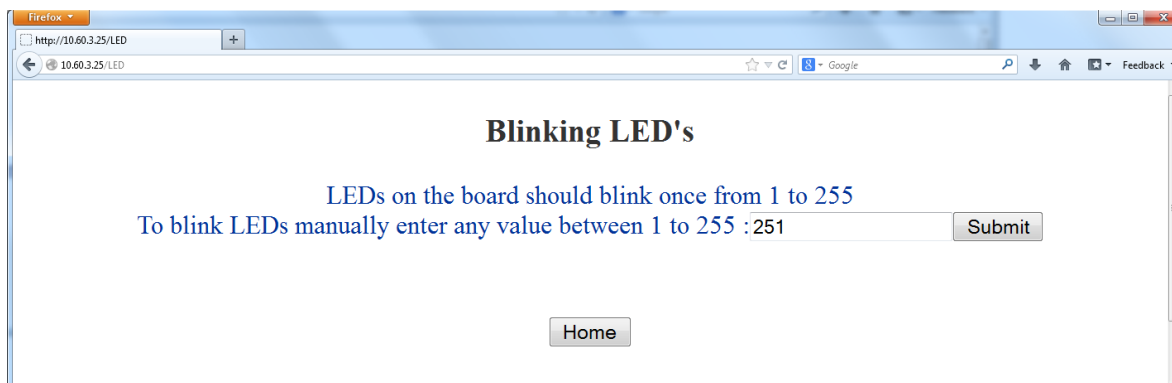 Firefox
http://10.60.3.25/LED
+
10.60.3.25/LED
8 - Google
Feedback
Blinking LED's
LEDs on the board should blink once from 1 to 255
To blink LEDs manually enter any value between 1 to 255 :251 Submit
Home